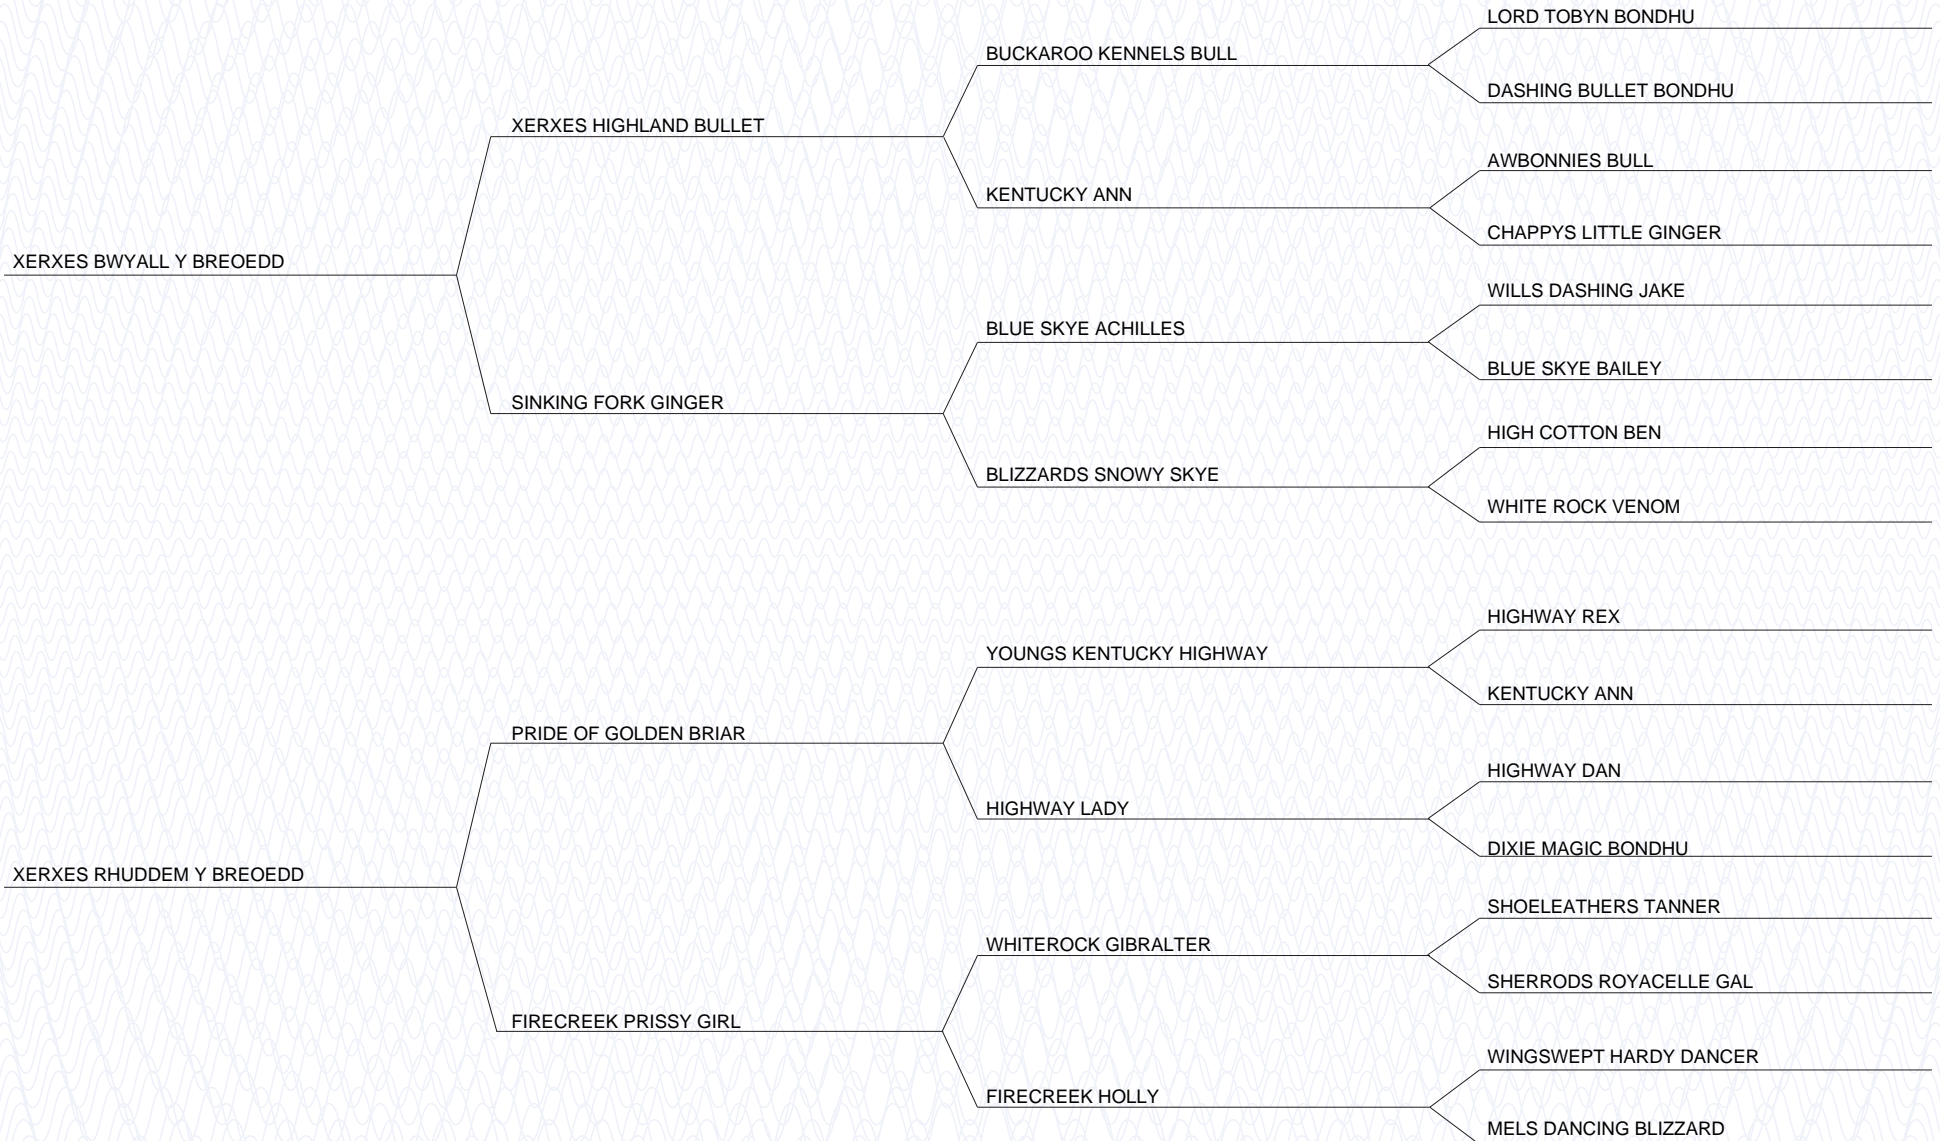 LORD TOBYN BONDHU
BUCKAROO KENNELS BULL
DASHING BULLET BONDHU
XERXES HIGHLAND BULLET
AWBONNIES BULL
KENTUCKY ANN
CHAPPYS LITTLE GINGER
XERXES BWYALL Y BREOEDD
WILLS DASHING JAKE
BLUE SKYE ACHILLES
BLUE SKYE BAILEY
SINKING FORK GINGER
HIGH COTTON BEN
BLIZZARDS SNOWY SKYE
WHITE ROCK VENOM
HIGHWAY REX
YOUNGS KENTUCKY HIGHWAY
KENTUCKY ANN
PRIDE OF GOLDEN BRIAR
HIGHWAY DAN
HIGHWAY LADY
DIXIE MAGIC BONDHU
XERXES RHUDDEM Y BREOEDD
SHOELEATHERS TANNER
WHITEROCK GIBRALTER
SHERRODS ROYACELLE GAL
FIRECREEK PRISSY GIRL
WINGSWEPT HARDY DANCER
FIRECREEK HOLLY
MELS DANCING BLIZZARD